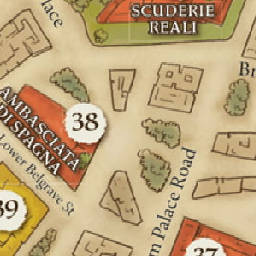 SCUDERIE
REALI
38
AMBASCIATA
DI SPAGNA
Lower Belgrave St
Palace Road
39
37